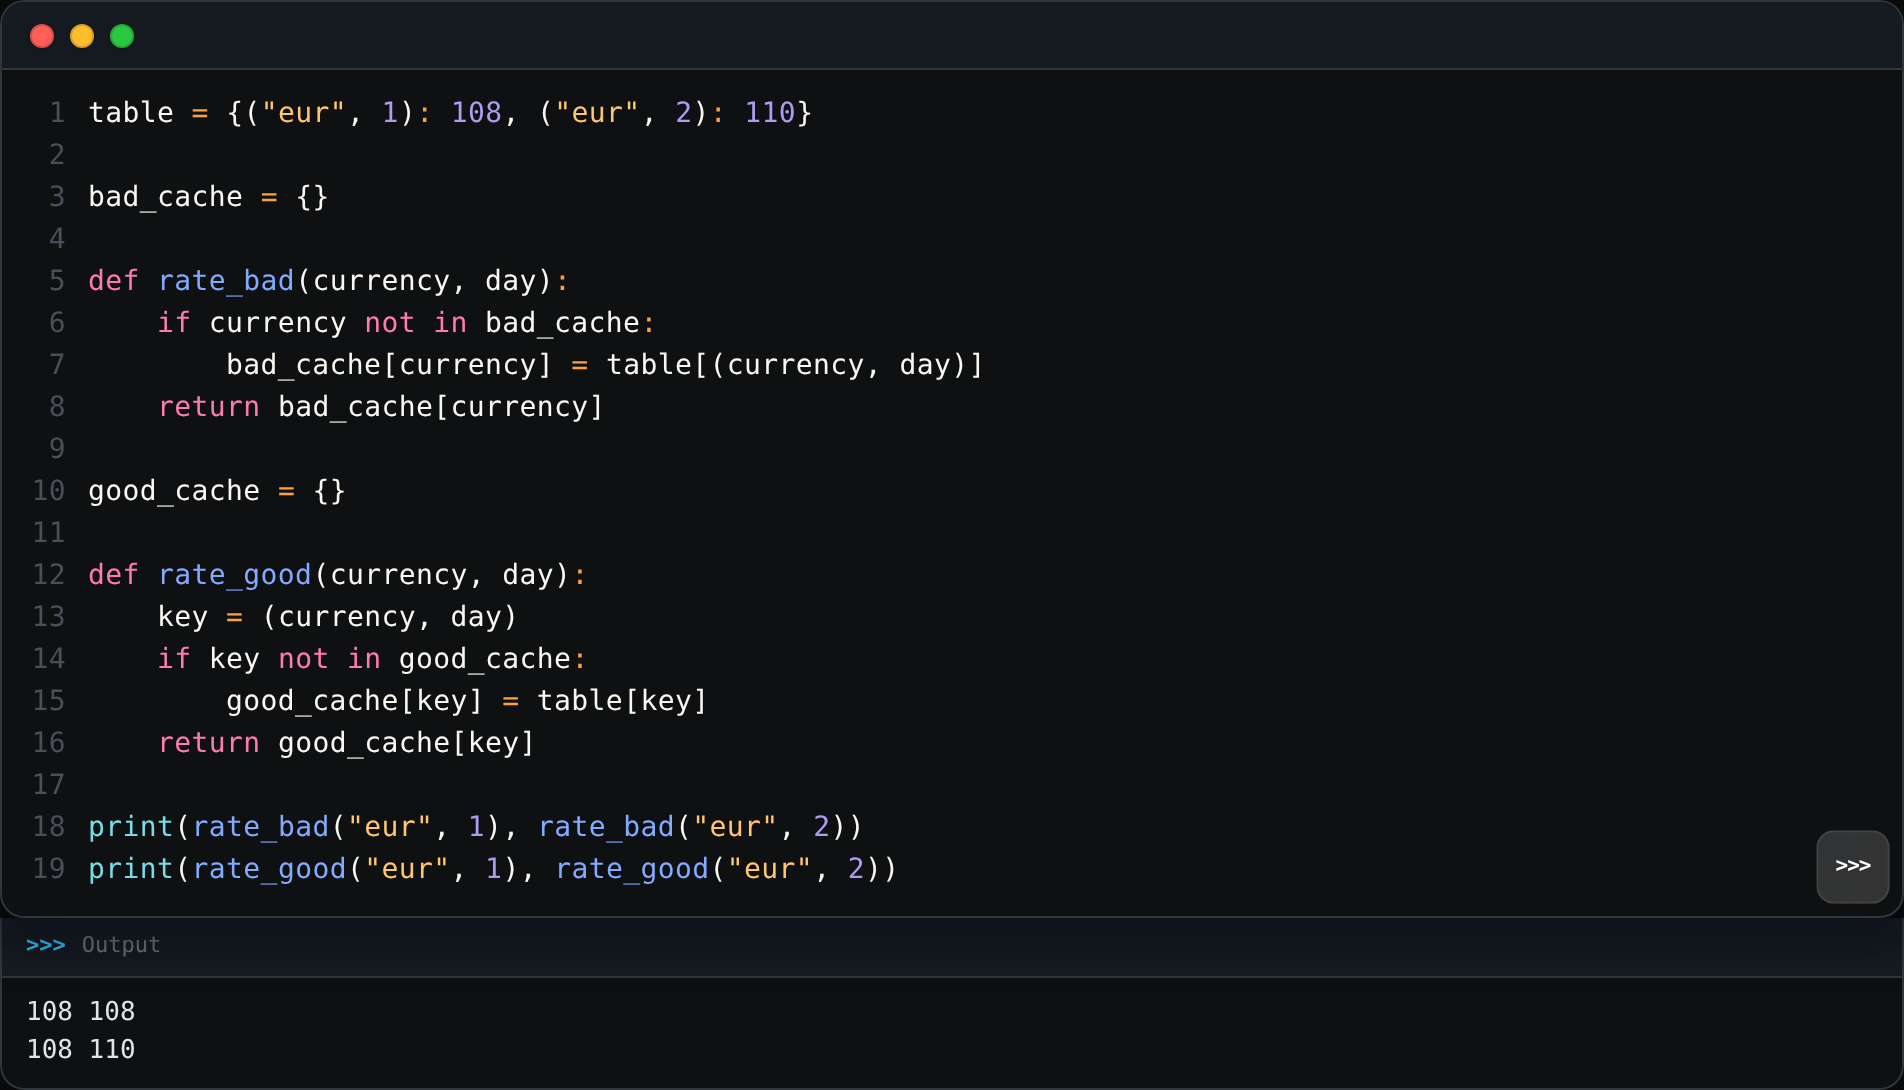 1 table = {("eur", 1): 108, ("eur", 2): 110}
2
3 bad_cache = {}
4
5 def rate_bad(currency, day):
6     if currency not in bad_cache:
7         bad_cache[currency] = table[(currency, day)]
8     return bad_cache[currency]
9
10 good_cache = {}
11
12 def rate_good(currency, day):
13     key = (currency, day)
14     if key not in good_cache:
15         good_cache[key] = table[key]
16     return good_cache[key]
17
18 print(rate_bad("eur", 1), rate_bad("eur", 2))
19 print(rate_good("eur", 1), rate_good("eur", 2))
>>>
>>> Output
108 108
108 110